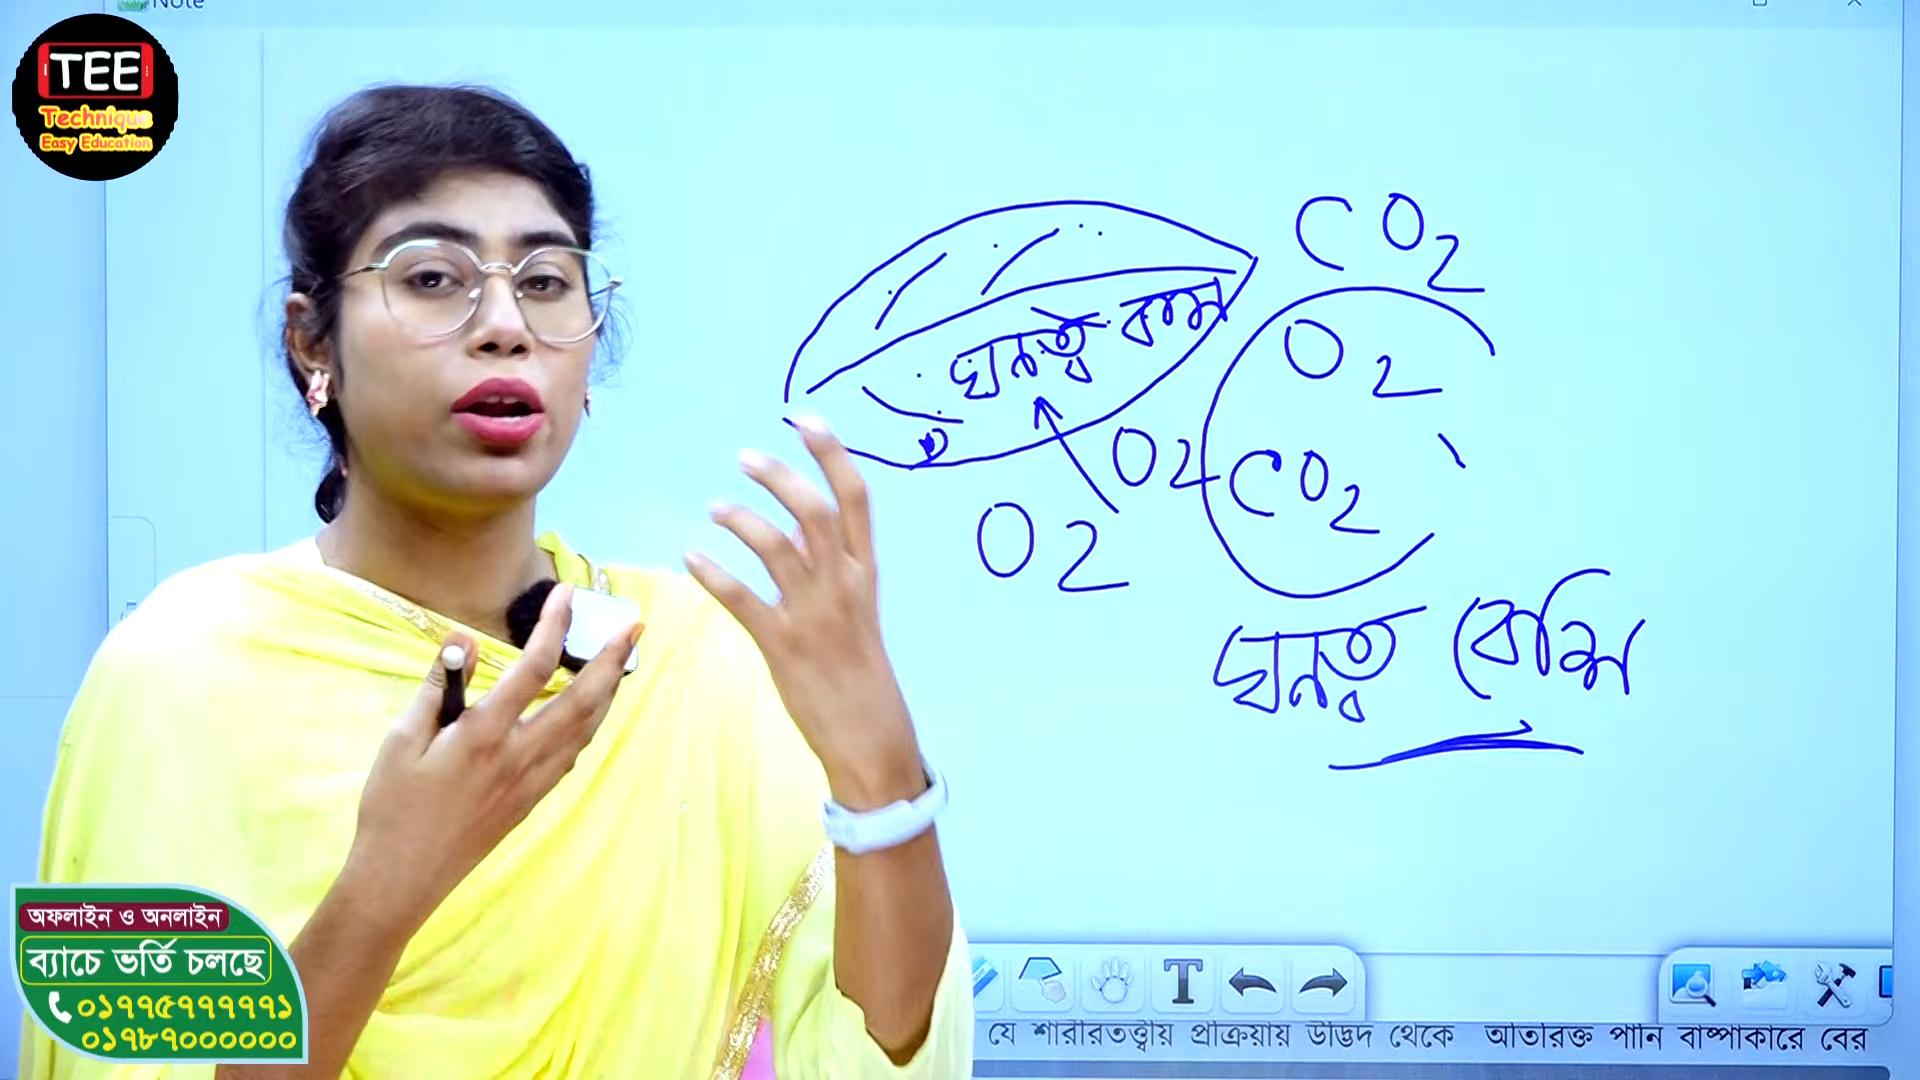 Note
TEE
Technique
Easy Education
CO2
O2
ঘনত্ব কম
O2
CO2
O2
ঘনত্ব বেশি
অফলাইন ও অনলাইন
ব্যাচে ভর্তি চলছে
০১৭৭৫৭৭৭৭৭১
০১৭৮৭০০০০০০
T
যে শারীরতত্ত্বীয় প্রক্রিয়ায় উদ্ভিদ থেকে অতিরিক্ত পানি বাষ্পাকারে বের